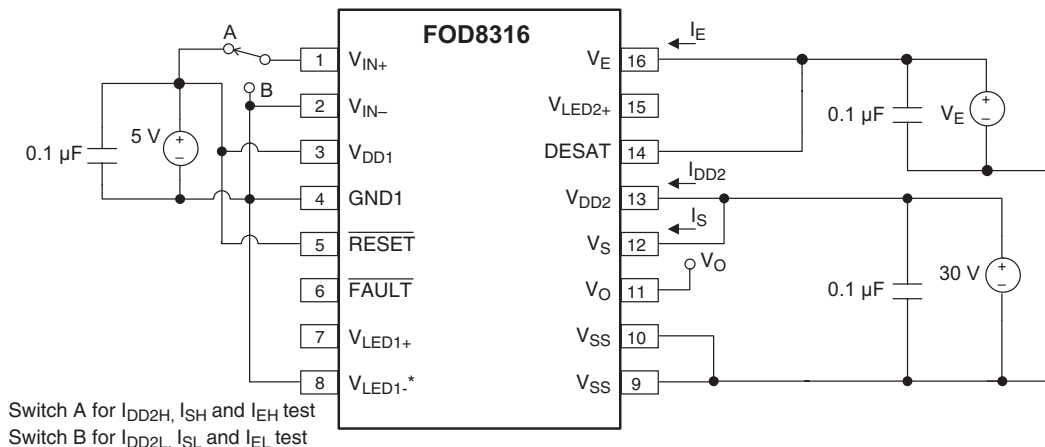 FOD8316
A
B
5 V
+
–
0.1 µF
1 V_IN+
2 V_IN–
3 V_DD1
4 GND1
5 RESET
6 FAULT
7 V_LED1+
8 V_LED1-*
I_E
V_E 16
V_LED2+ 15
DESAT 14
I_DD2
V_DD2 13
I_S
V_S 12
V_O
V_O 11
V_SS 10
V_SS 9
0.1 µF
V_E
+
–
0.1 µF
30 V
+
–
Switch A for I_DD2H, I_SH and I_EH test
Switch B for I_DD2L, I_SL and I_EL test